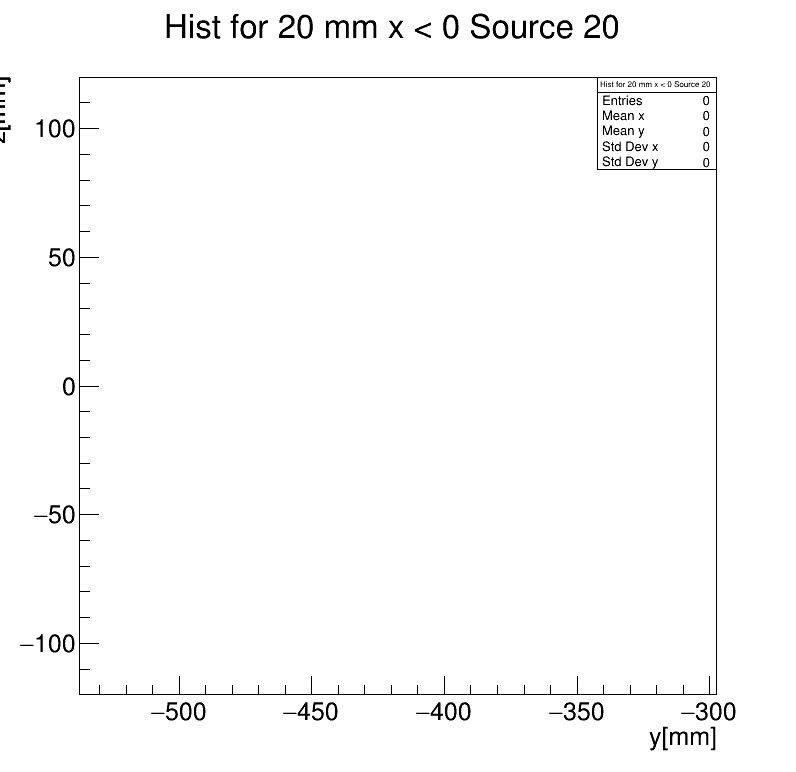 Hist for 20 mm x < 0 Source 20
z[mm]
Hist for 20 mm x < 0 Source 20
Entries 0
Mean x 0
Mean y 0
Std Dev x 0
Std Dev y 0
100
50
0
−50
−100
−500 −450 −400 −350 −300
y[mm]